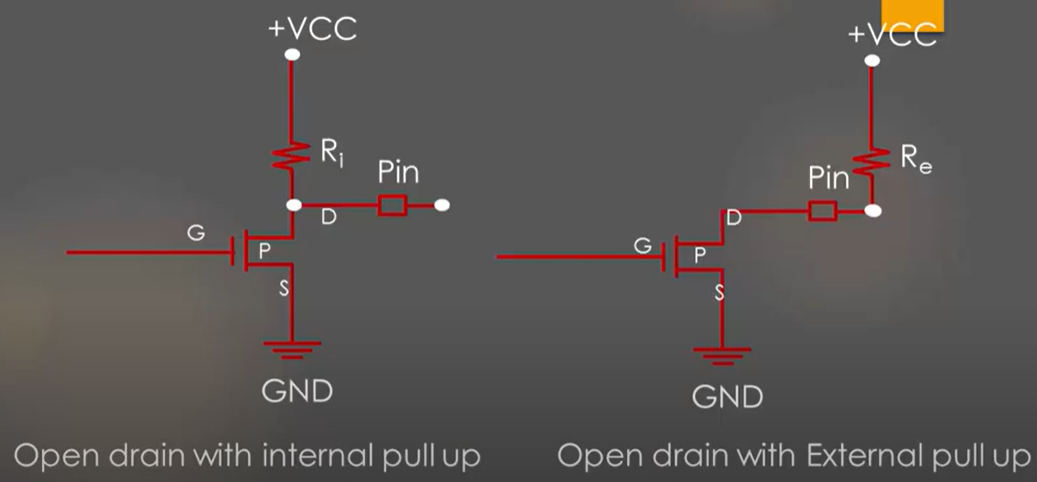 +VCC
Ri
Pin
D
G
P
S
GND
Open drain with internal pull up
+VCC
Re
Pin
D
G
P
S
GND
Open drain with External pull up